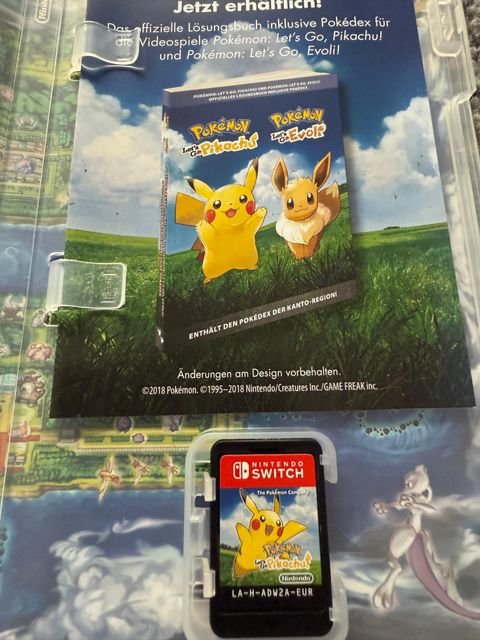 Jetzt erhältlich!
Das offizielle Lösungsbuch inklusive Pokédex für
die Videospiele Pokémon: Let's Go, Pikachu!
und Pokémon: Let's Go, Evoli!
POKÉMON: LET'S GO, PIKACHU! UND POKÉMON: LET'S GO, EVOLI!
OFFIZIELLES LÖSUNGSBUCH INKLUSIVE POKÉDEX
POKÉMON
Let's Go Pikachu!
POKÉMON
Let's Go Evoli!
ENTHÄLT DEN POKÉDEX DER KANTO-REGION!
Änderungen am Design vorbehalten.
©2018 Pokémon. ©1995–2018 Nintendo/Creatures Inc./GAME FREAK inc.
NINTENDO
SWITCH
The Pokémon Company
POKÉMON
Let's Go Pikachu!
Nintendo
LA-H-ADW2A-EUR